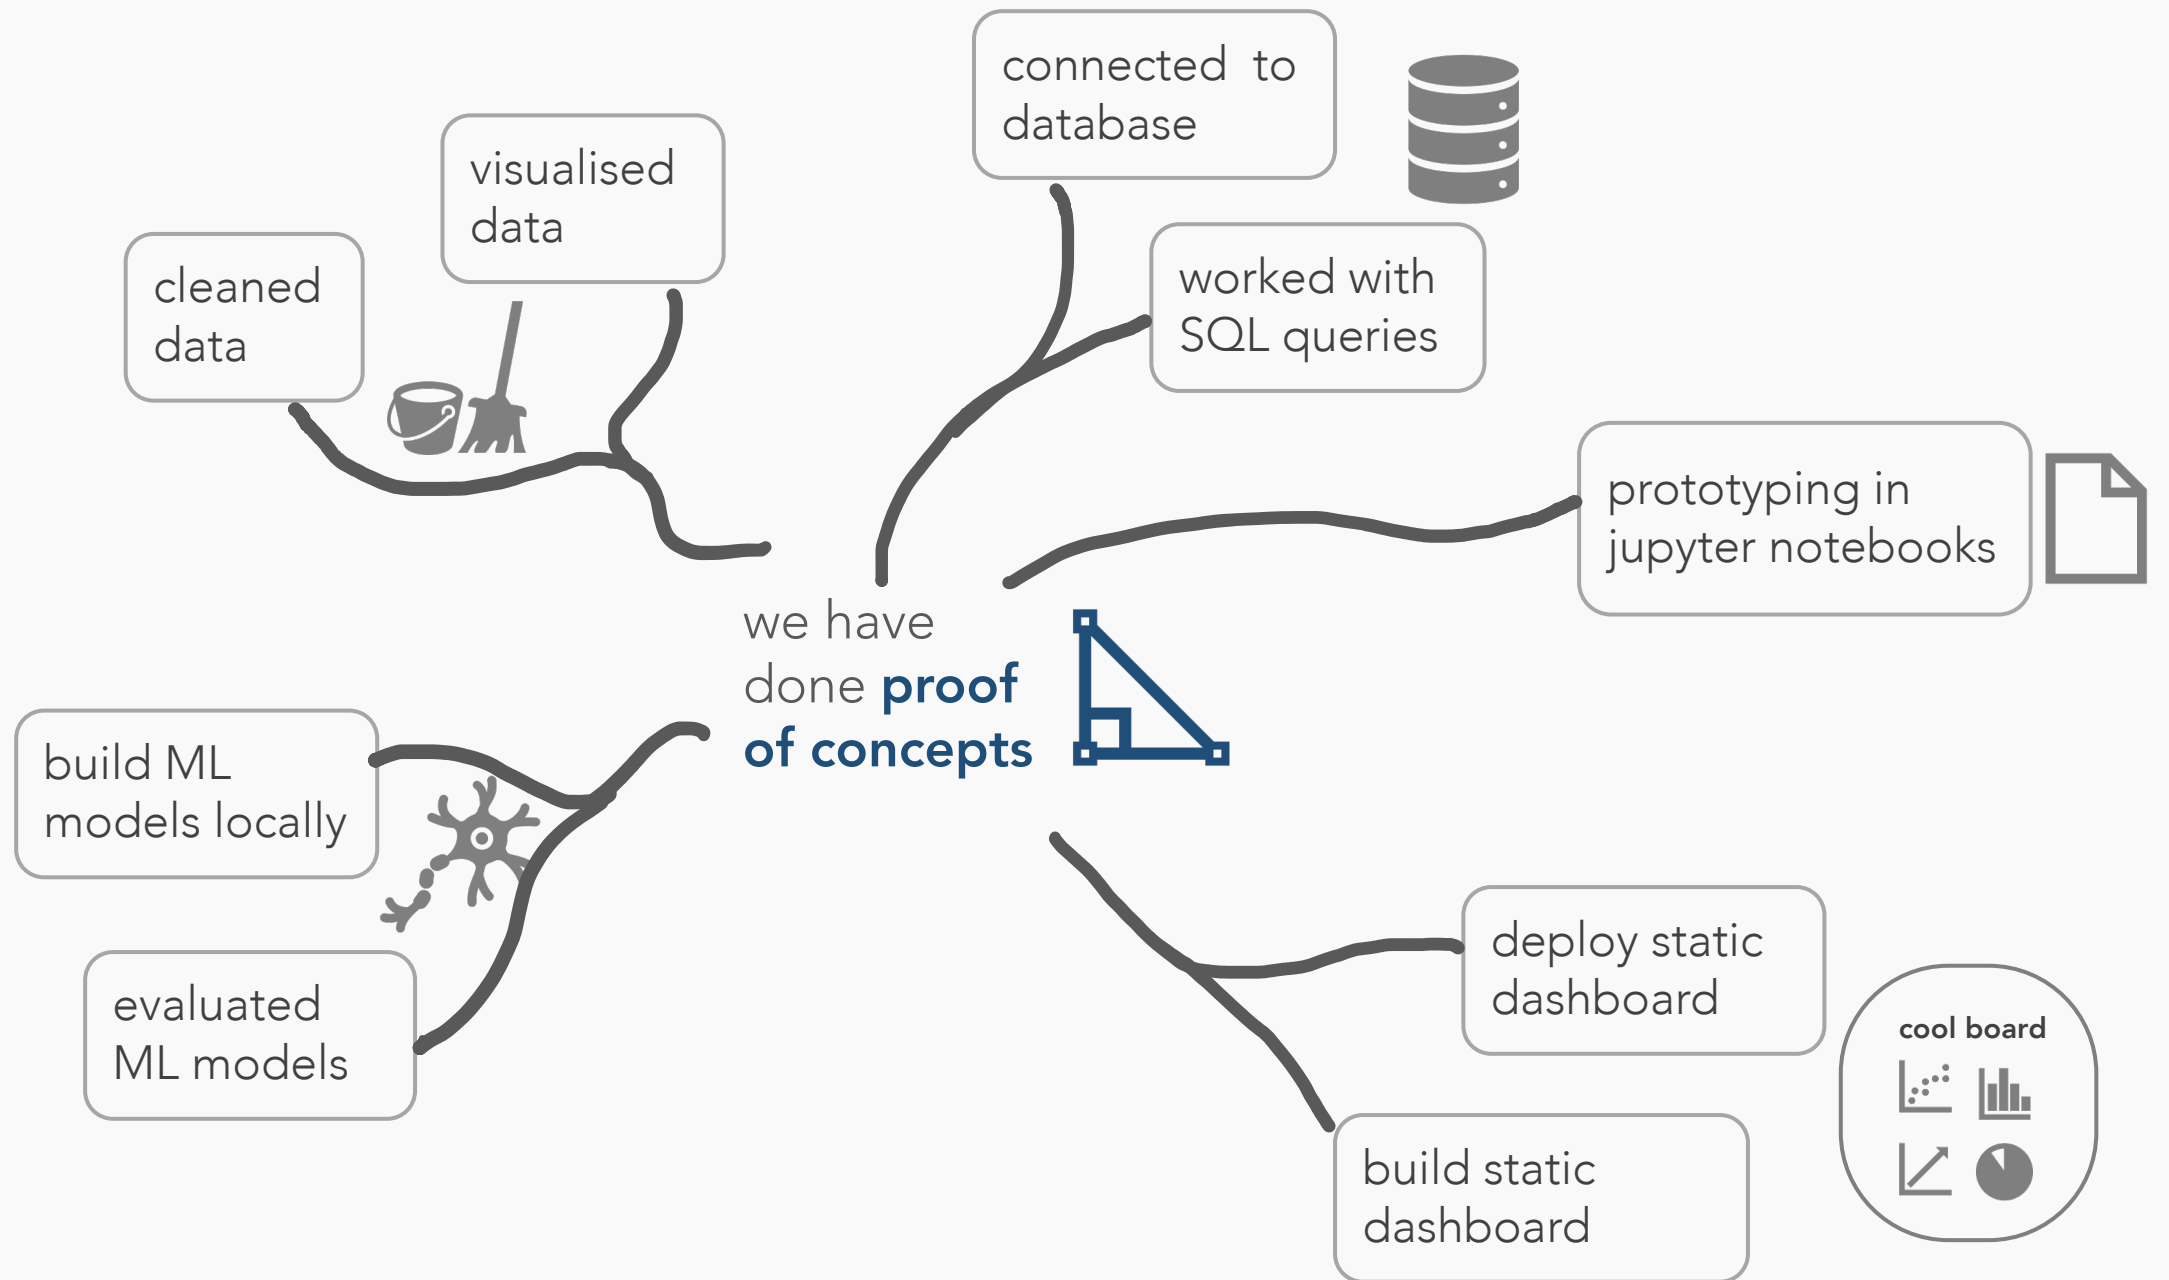 connected to
database
visualised
data
worked with
SQL queries
cleaned
data
prototyping in
jupyter notebooks
we have
done proof
of concepts
build ML
models locally
evaluated
ML models
deploy static
dashboard
cool board
build static
dashboard